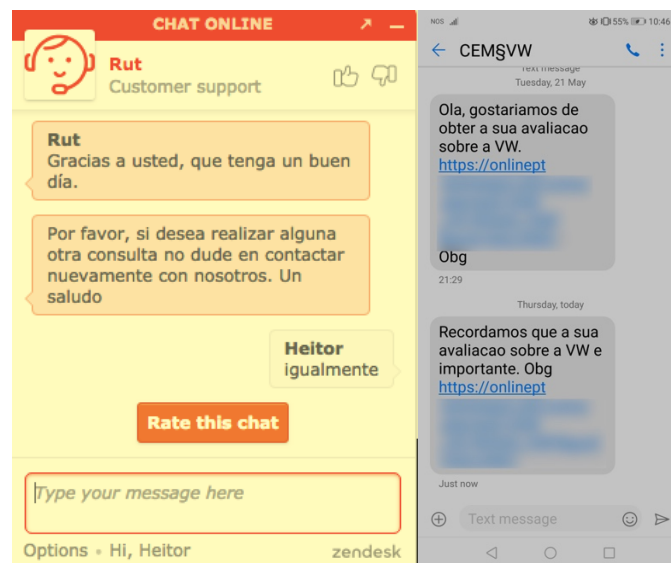 CHAT ONLINE
Rut
Customer support
Rut
Gracias a usted, que tenga un buen
día.
Por favor, si desea realizar alguna
otra consulta no dude en contactar
nuevamente con nosotros. Un
saludo
Heitor
igualmente
Rate this chat
Type your message here
Options • Hi, Heitor
zendesk
NOS
55%
10:46
CEM§VW
Text message
Tuesday, 21 May
Ola, gostariamos de
obter a sua avaliacao
sobre a VW.
https://onlinept
Obg
21:29
Thursday, today
Recordamos que a sua
avaliacao sobre a VW e
importante. Obg
https://onlinept
Just now
Text message